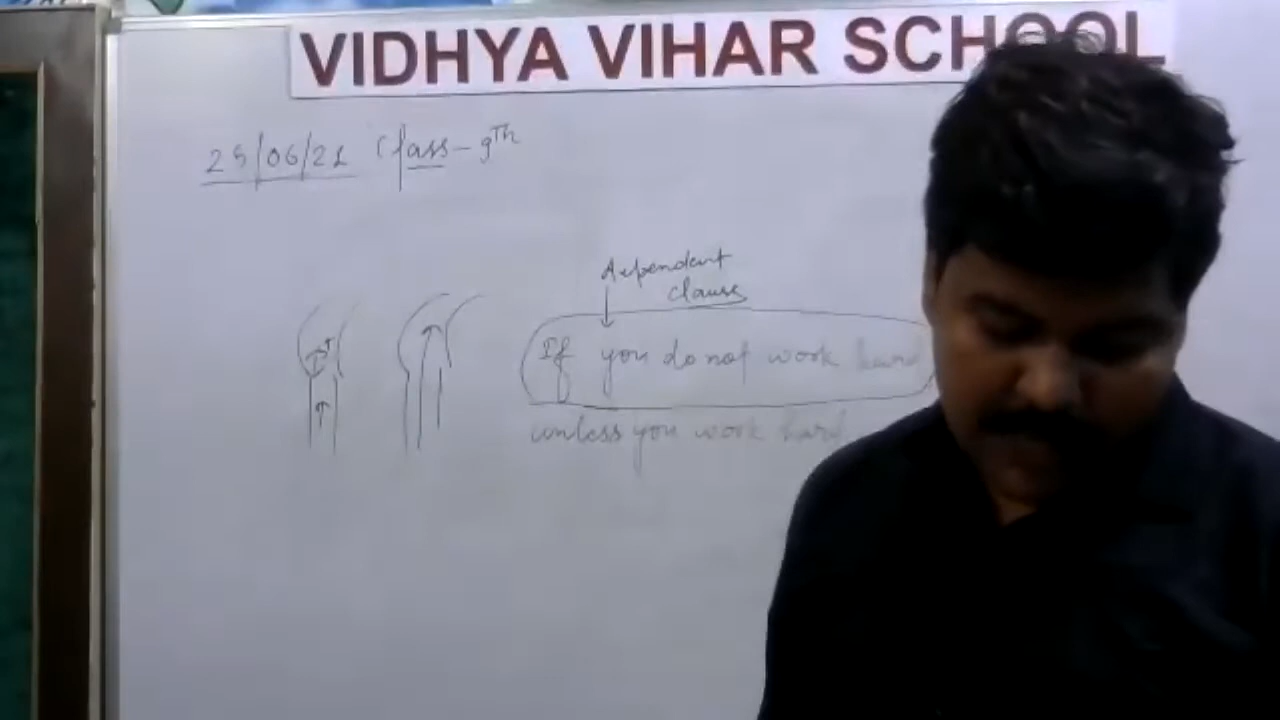 VIDHYA VIHAR SCHOOL
25/06/21 Class - 9Th
dependent
clause
If you do not work hard
unless you work hard